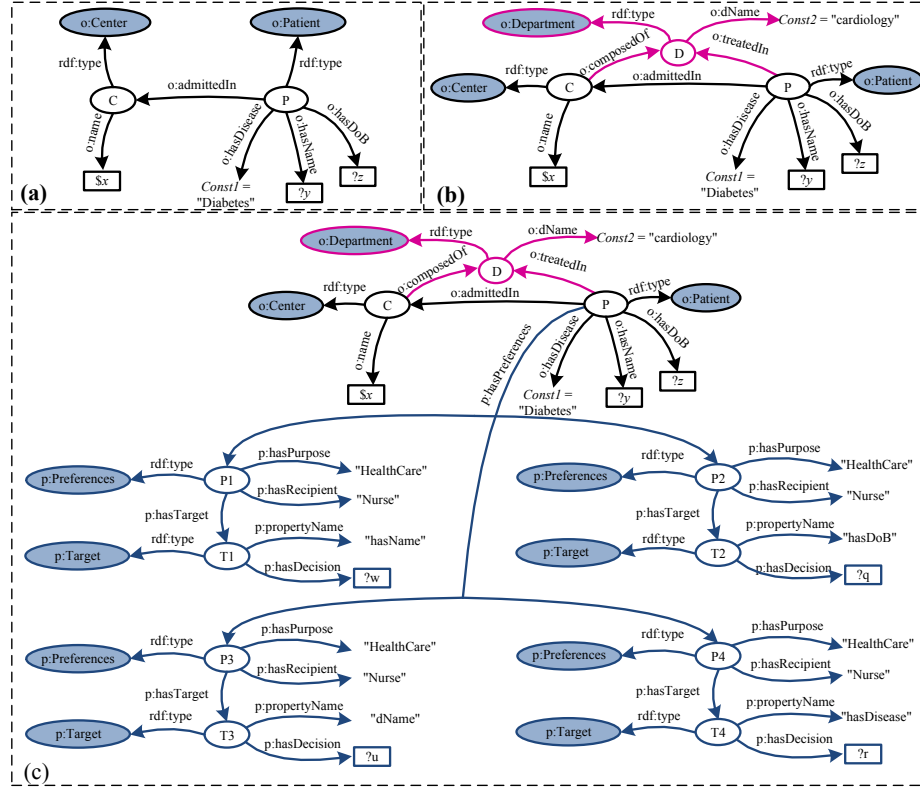 o:Center
o:Patient
rdf:type
rdf:type
o:admittedIn
C
P
o:name
o:hasDisease
o:hasName
o:hasDoB
$x
Const1 =
"Diabetes"
?y
?z
(a)
o:Department
rdf:type
o:dName
Const2 = "cardiology"
D
o:composedOf
o:treatedIn
o:Center
rdf:type
C
o:admittedIn
P
rdf:type
o:Patient
o:name
o:hasDisease
o:hasName
o:hasDoB
$x
Const1 =
"Diabetes"
?y
?z
(b)
o:Department
rdf:type
o:dName
Const2 = "cardiology"
D
o:composedOf
o:treatedIn
o:Center
rdf:type
C
o:admittedIn
P
rdf:type
o:Patient
o:name
p:hasPreferences
o:hasDisease
o:hasName
o:hasDoB
$x
Const1 =
"Diabetes"
?y
?z
p:Preferences
rdf:type
P1
p:hasPurpose
"HealthCare"
p:hasRecipient
"Nurse"
p:hasTarget
p:Target
rdf:type
T1
p:propertyName
"hasName"
p:hasDecision
?w
p:Preferences
rdf:type
P2
p:hasPurpose
"HealthCare"
p:hasRecipient
"Nurse"
p:hasTarget
p:Target
rdf:type
T2
p:propertyName
"hasDoB"
p:hasDecision
?q
p:Preferences
rdf:type
P3
p:hasPurpose
"HealthCare"
p:hasRecipient
"Nurse"
p:hasTarget
p:Target
rdf:type
T3
p:propertyName
"dName"
p:hasDecision
?u
p:Preferences
rdf:type
P4
p:hasPurpose
"HealthCare"
p:hasRecipient
"Nurse"
p:hasTarget
p:Target
rdf:type
T4
p:propertyName
"hasDisease"
p:hasDecision
?r
(c)